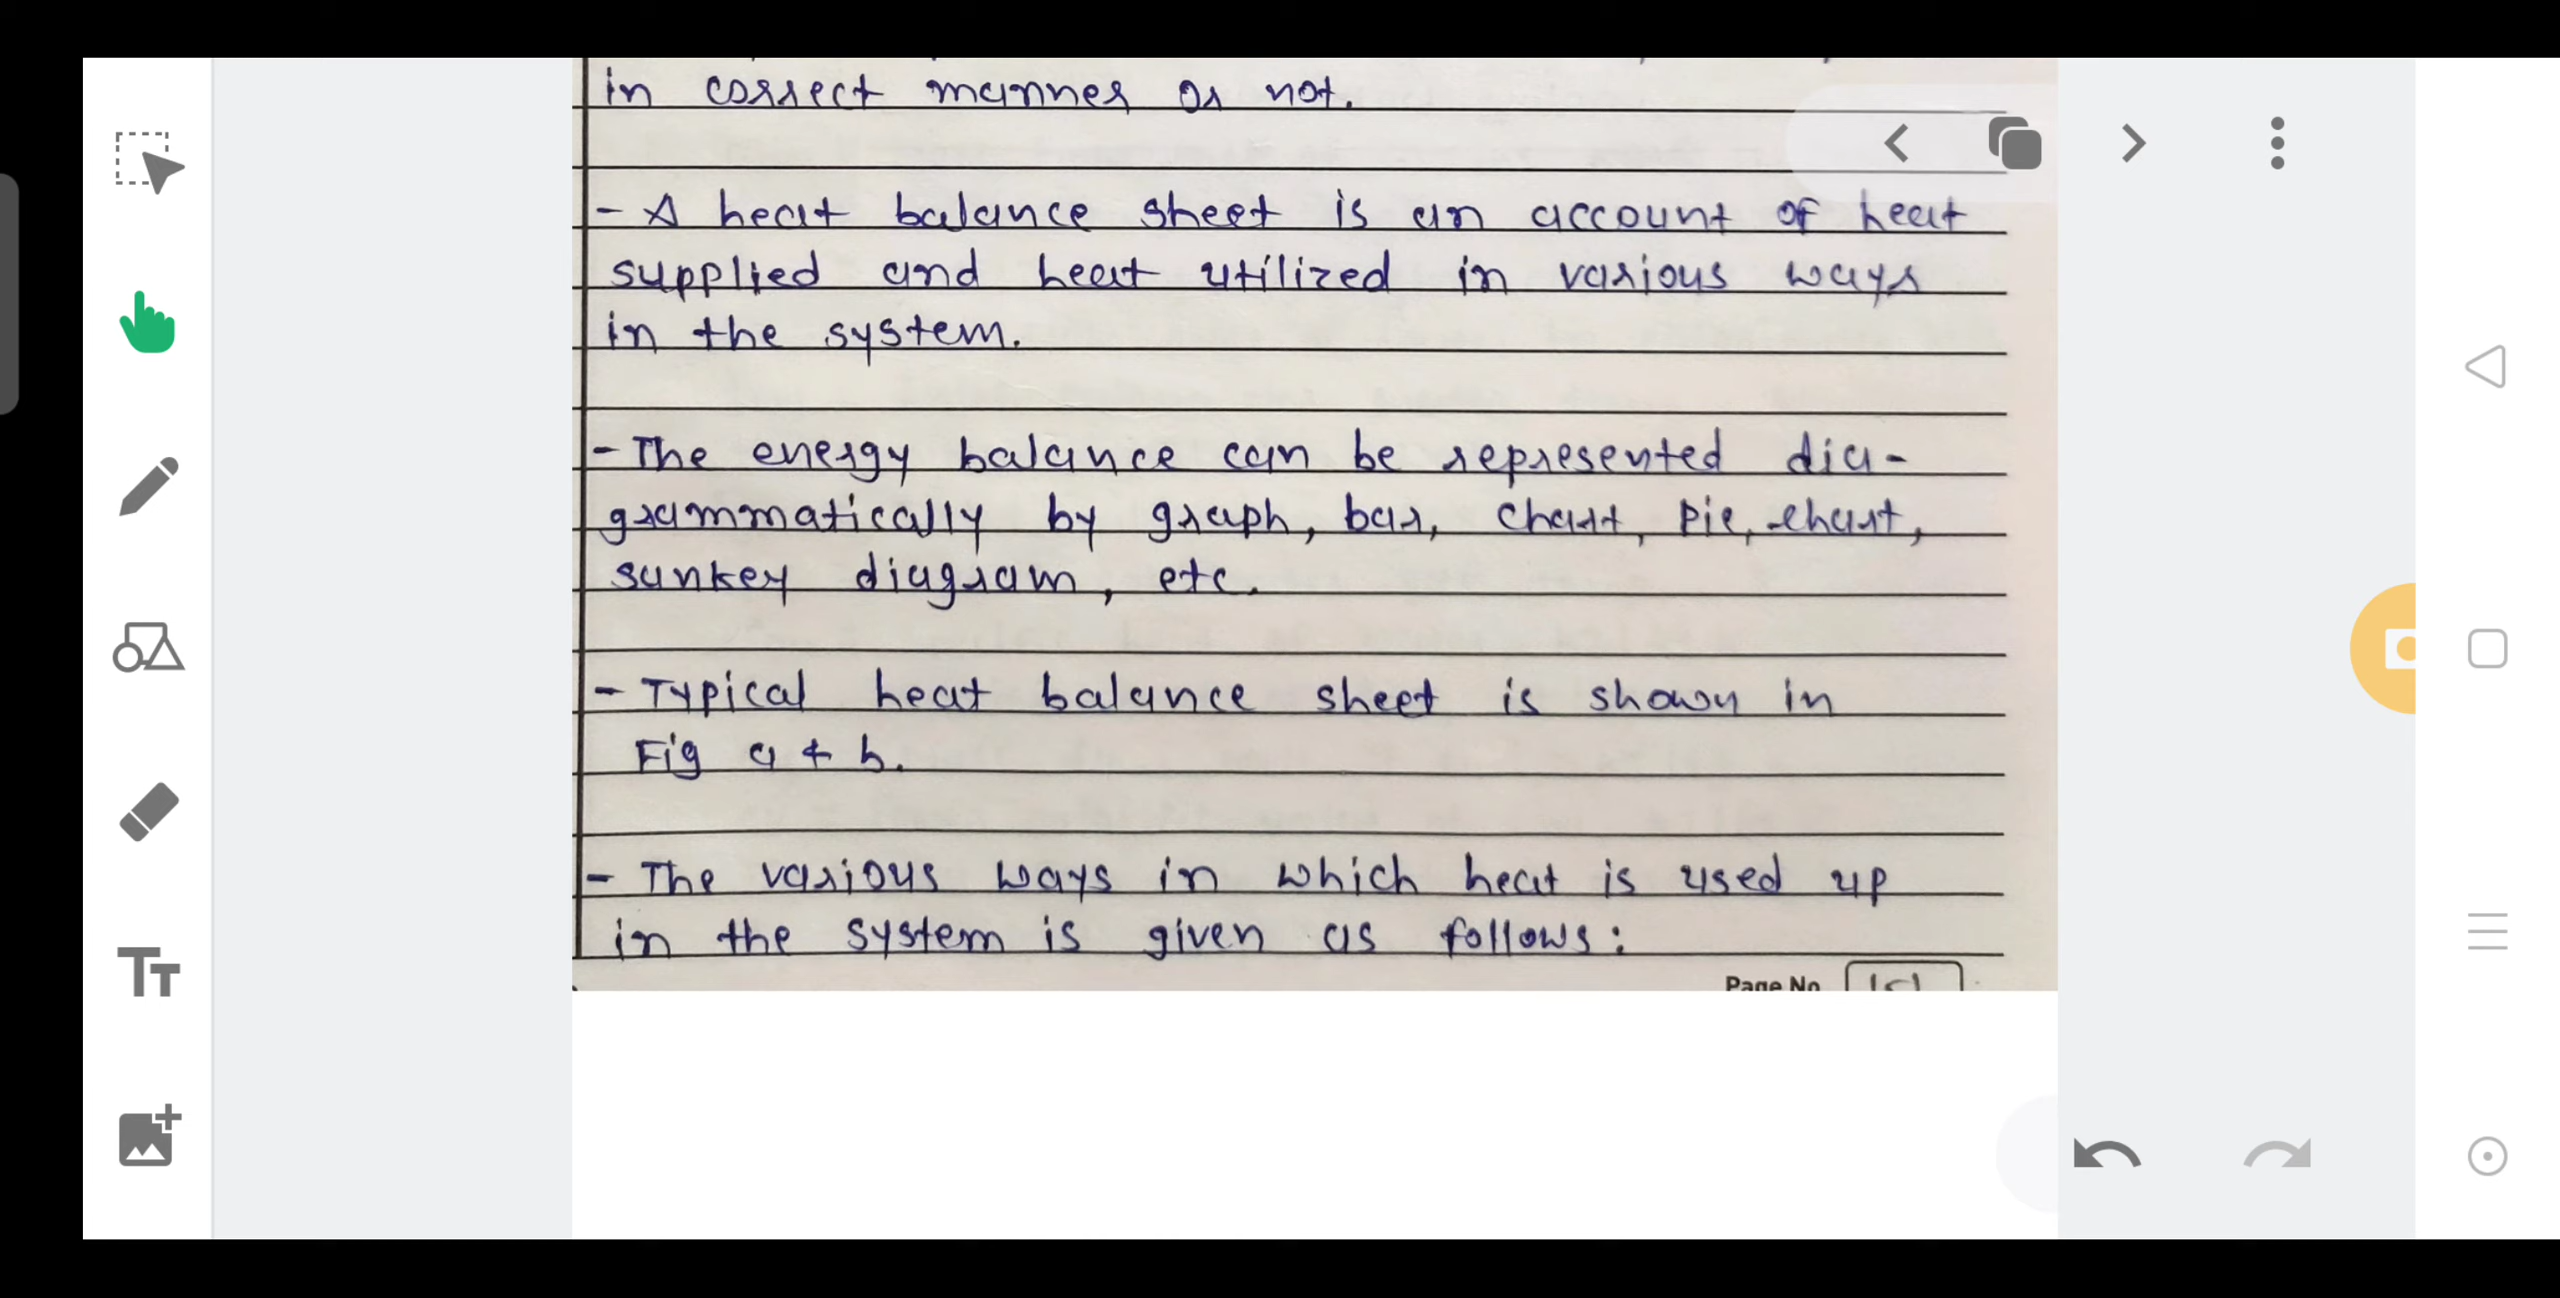 in correct manner or not.
- A heat balance sheet is an account of heat
supplied and heat utilized in various ways
in the system.
- The energy balance can be represented dia-
grammatically by graph, bar, chart, pie, chart,
sankey diagram, etc.
- Typical heat balance sheet is shown in
Fig a & b.
- The various ways in which heat is used up
in the system is given as follows:
Page No
TT